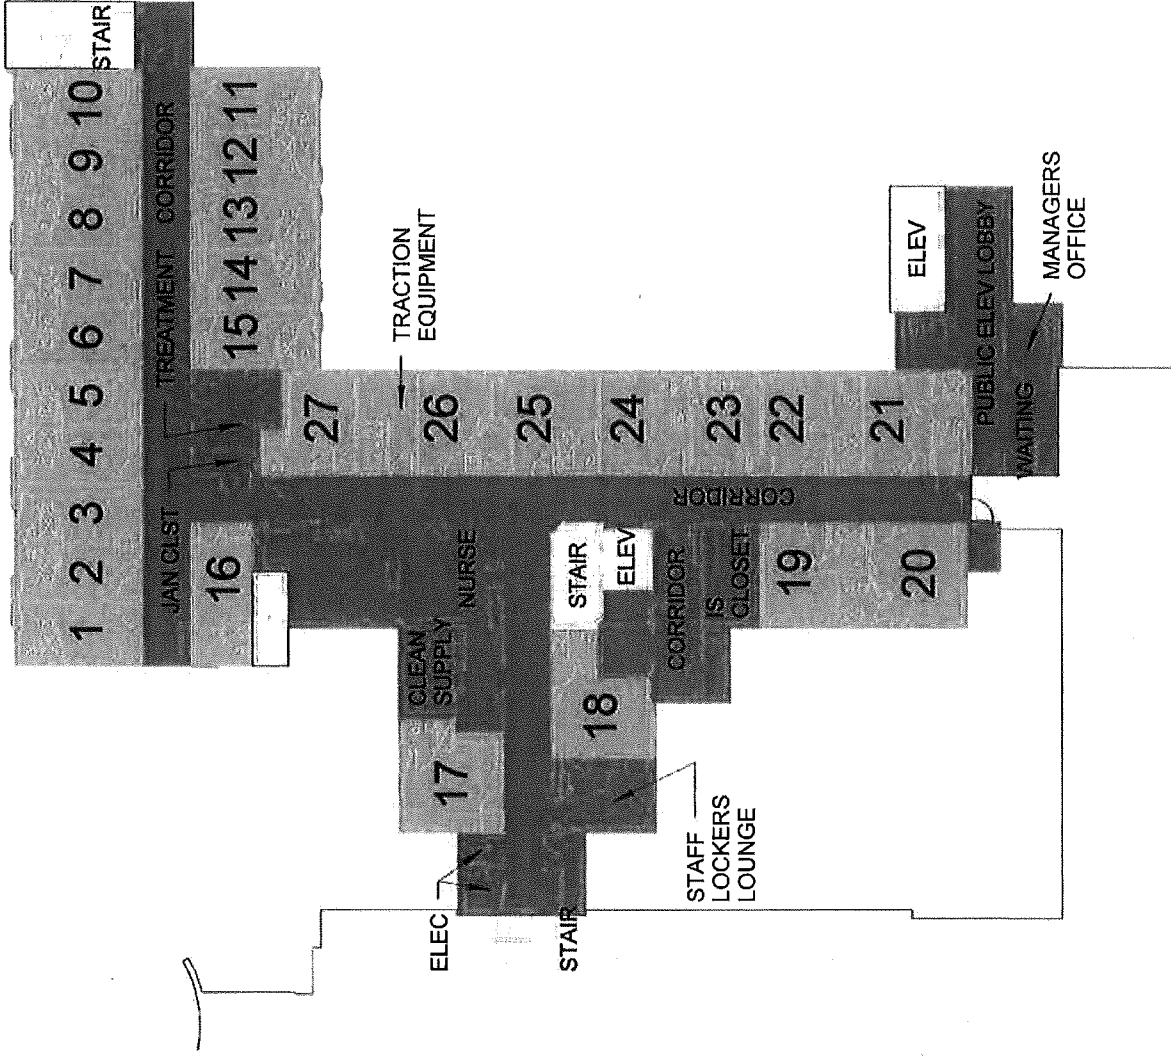 STAIR
1 2 3 4 5 6 7 8 9 10
JAN CLST
TREATMENT CORRIDOR
16
15 14 13 12 11
27
TRACTION
EQUIPMENT
26
25
24
23
22
21
CORRIDOR
NURSE
CLEAN
SUPPLY
17
18
STAIR
ELEV
CORRIDOR
IS
CLOSET
19
20
ELEC
STAIR
STAFF
LOCKERS
LOUNGE
ELEV
PUBLIC ELEV LOBBY
WAITING
MANAGERS
OFFICE